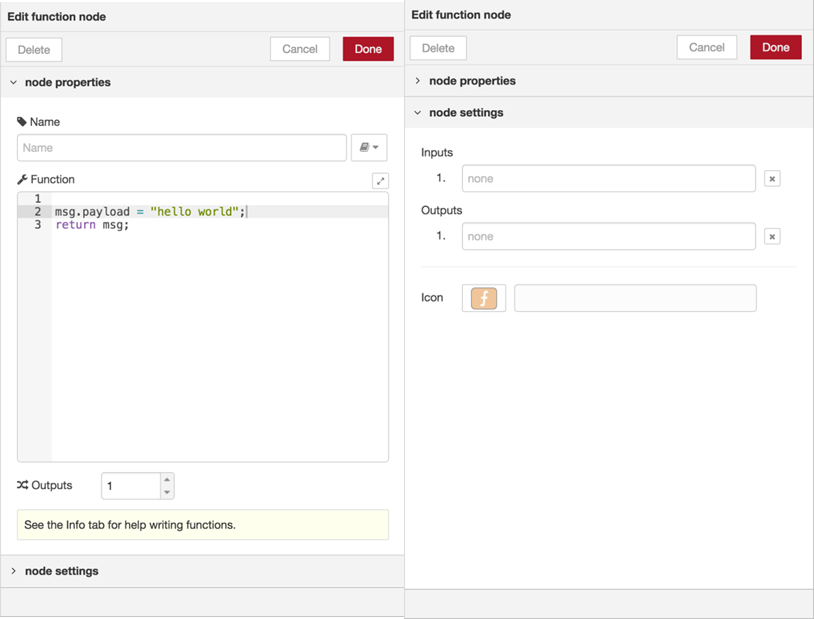 Edit function node
Delete
Cancel
Done
node properties
Name
Name
Function
1
2 msg.payload = "hello world";
3 return msg;
Outputs
1
See the Info tab for help writing functions.
node settings
Edit function node
Delete
Cancel
Done
node properties
node settings
Inputs
1. none
Outputs
1. none
Icon